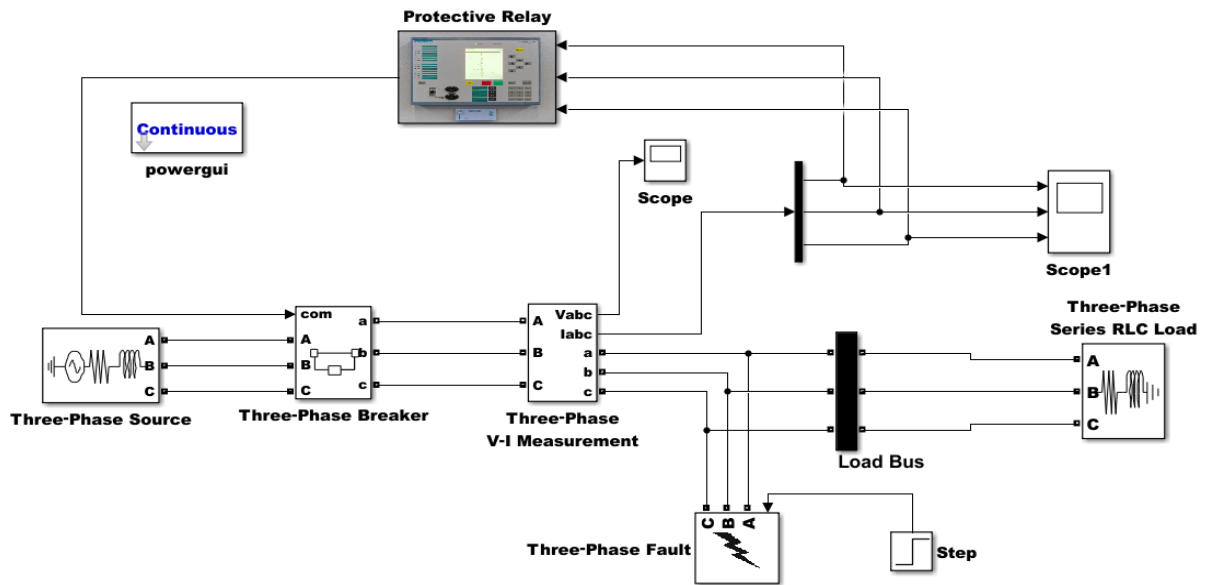 Protective Relay
Continuous
powergui
Scope
Scope1
Three-Phase
Series RLC Load
A
B
C
A
B
C
Three-Phase Source
com
A
B
C
a
b
c
Three-Phase Breaker
A
B
C
Vabc
Iabc
a
b
c
Three-Phase
V-I Measurement
Load Bus
C B A
Three-Phase Fault
Step